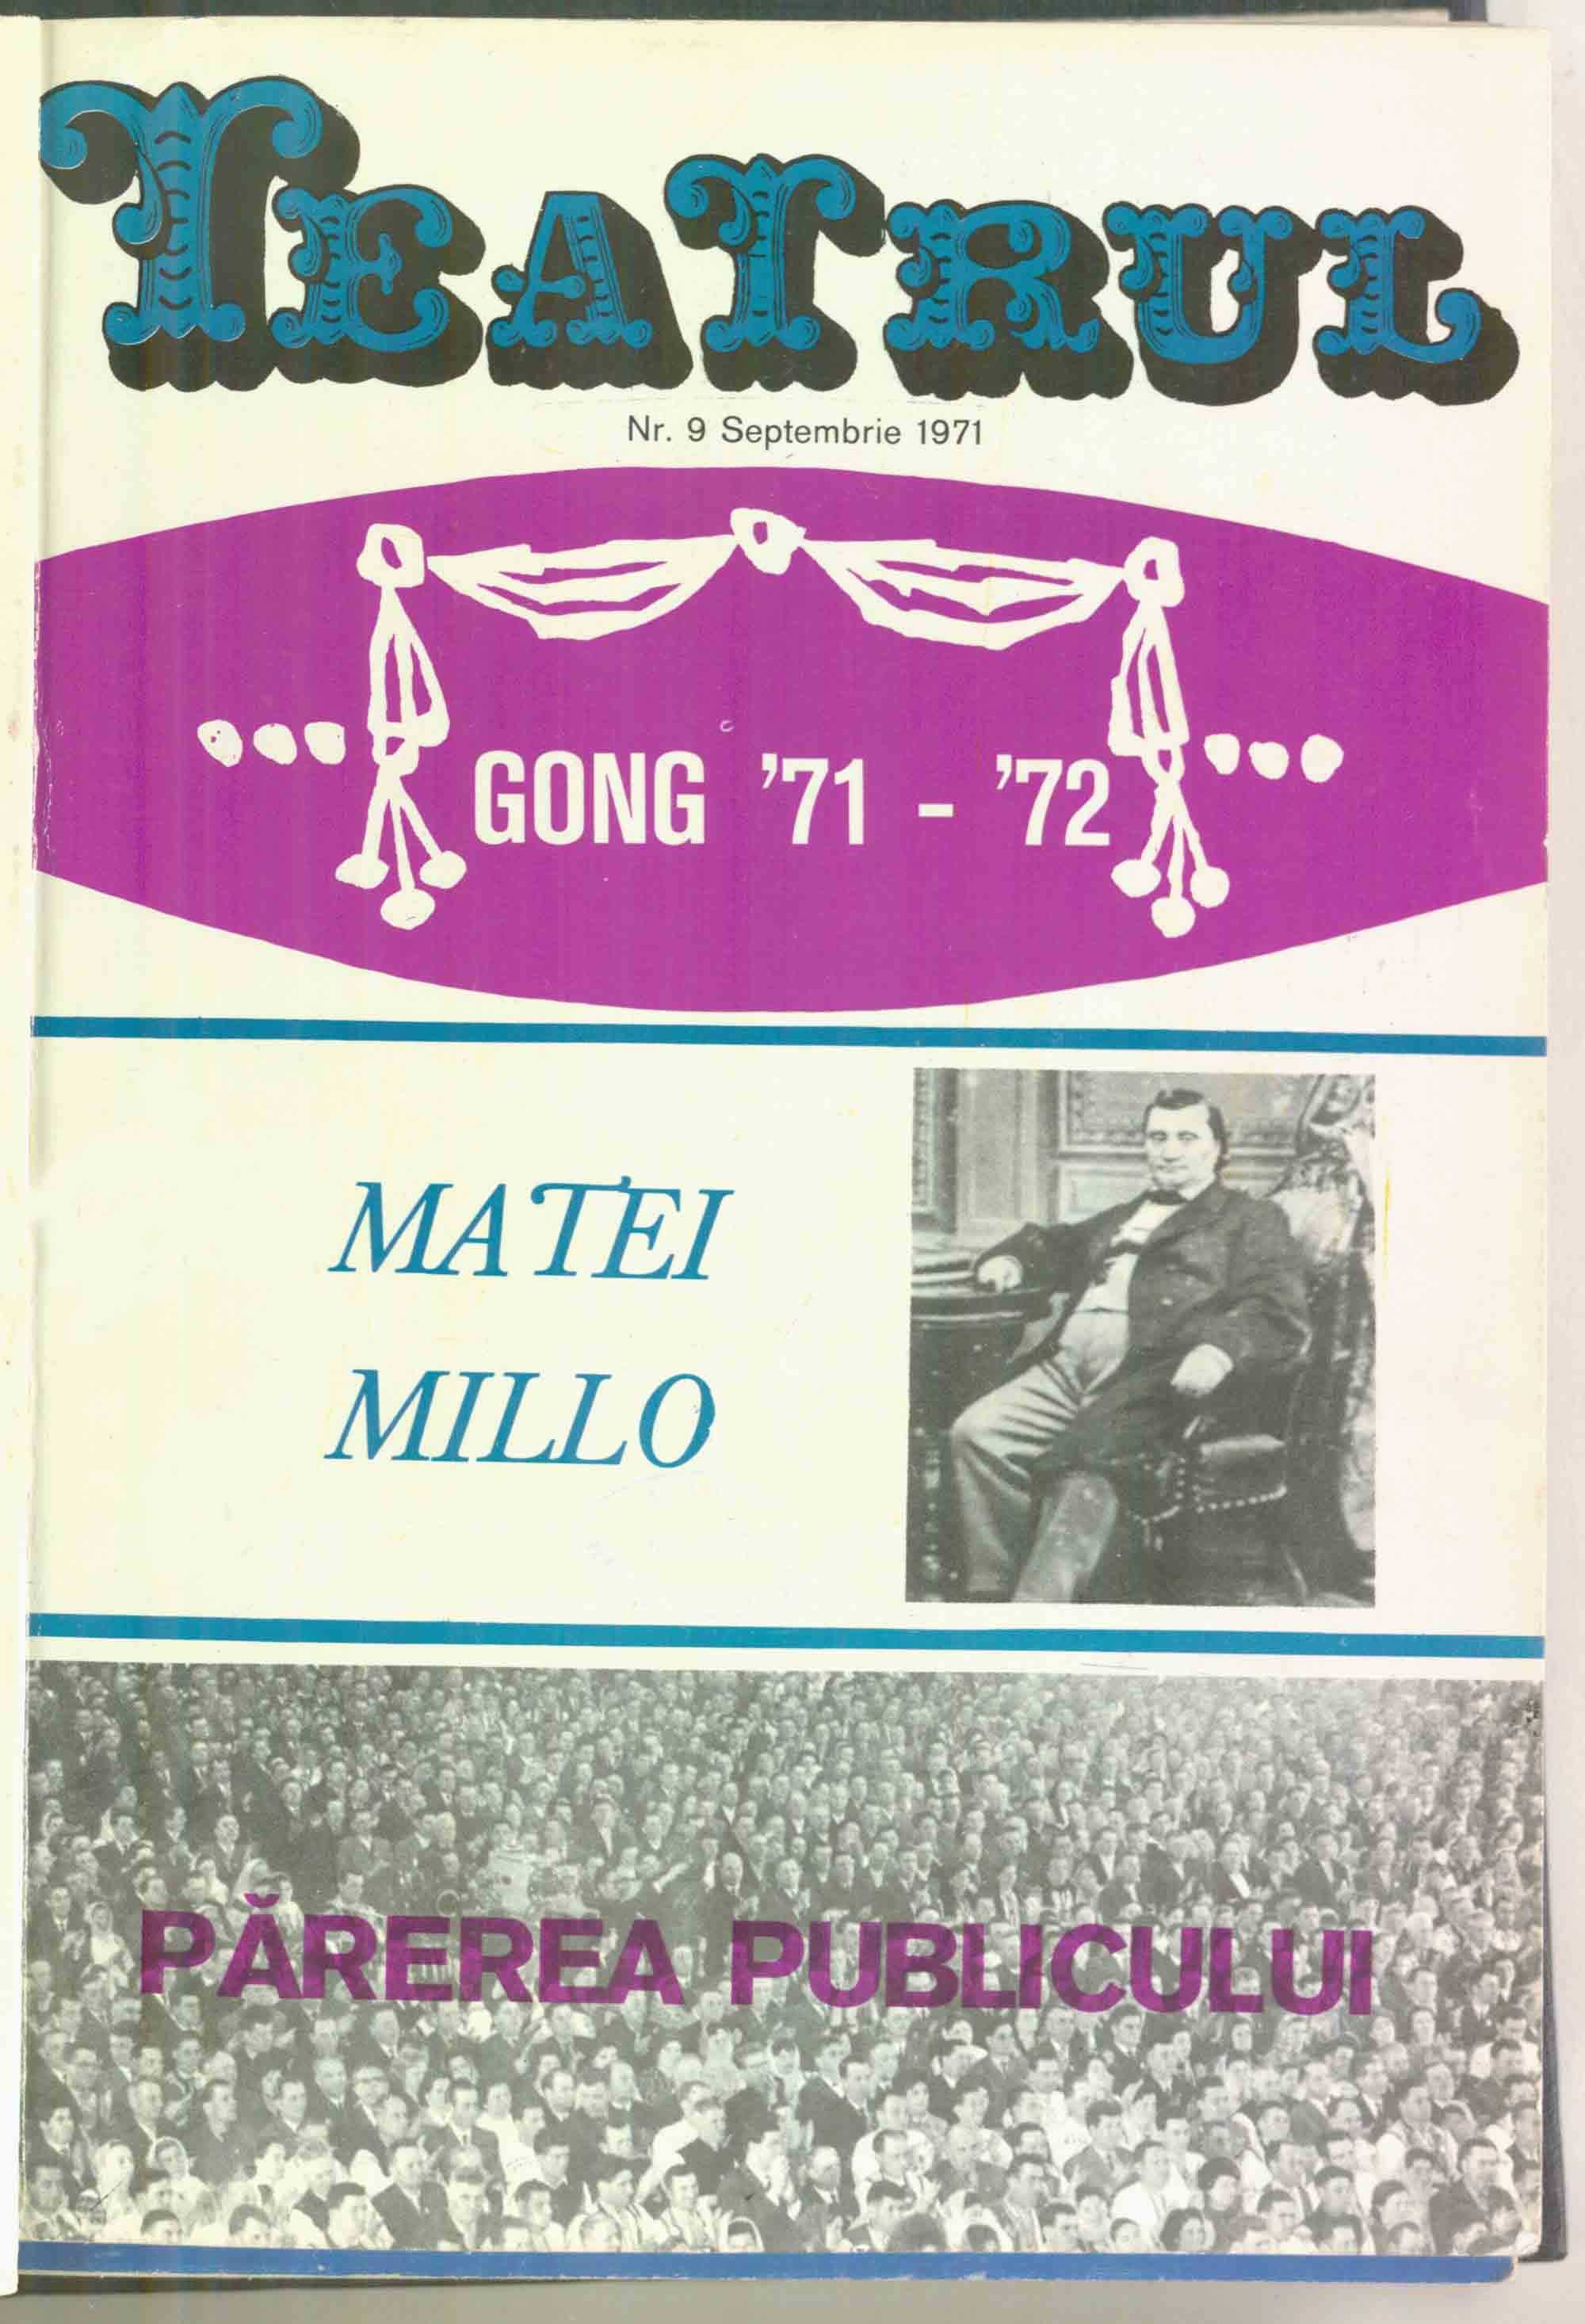 TEATRUL
Nr. 9 Septembrie 1971
GONG '71 - '72
MATEI
MILLO
PĂREREA PUBLICULUI